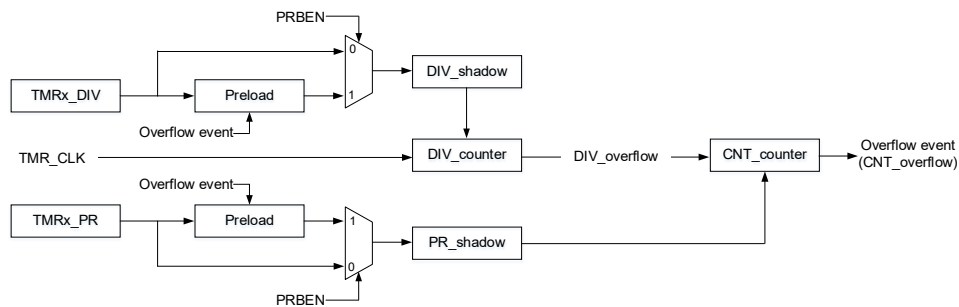 PRBEN
0
DIV_shadow
TMRx_DIV
Preload
1
Overflow event
TMR_CLK
DIV_counter
DIV_overflow
CNT_counter
Overflow event
(CNT_overflow)
Overflow event
TMRx_PR
Preload
1
PR_shadow
0
PRBEN